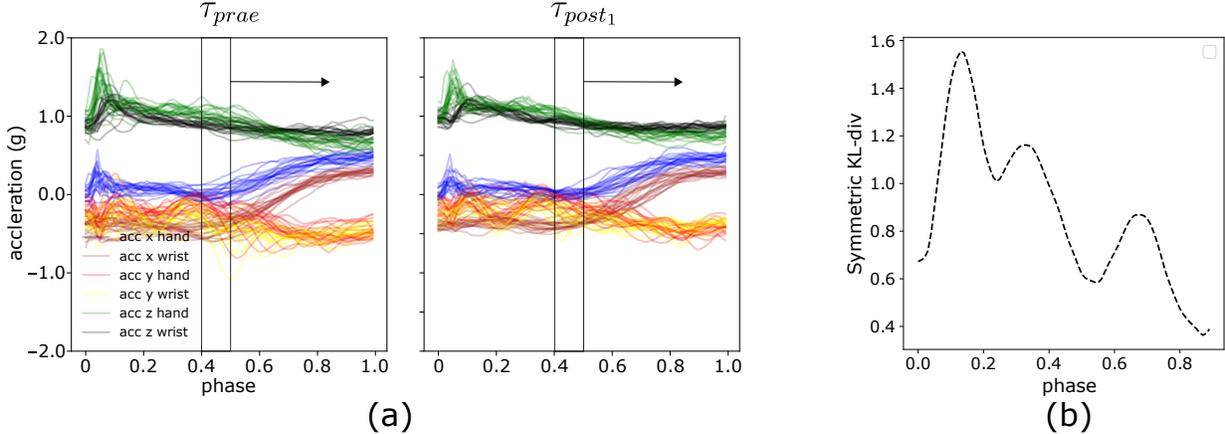 τ_prae
τ_post₁
accleration (g)
2.0
1.0
0.0
−1.0
−2.0
acc x hand
acc x wrist
acc y hand
acc y wrist
acc z hand
acc z wrist
0 0.2 0.4 0.6 0.8 1.0
phase
0 0.2 0.4 0.6 0.8 1.0
phase
(a)
Symmetric KL-div
1.6
1.4
1.2
1.0
0.8
0.6
0.4
0.0 0.2 0.4 0.6 0.8
phase
(b)